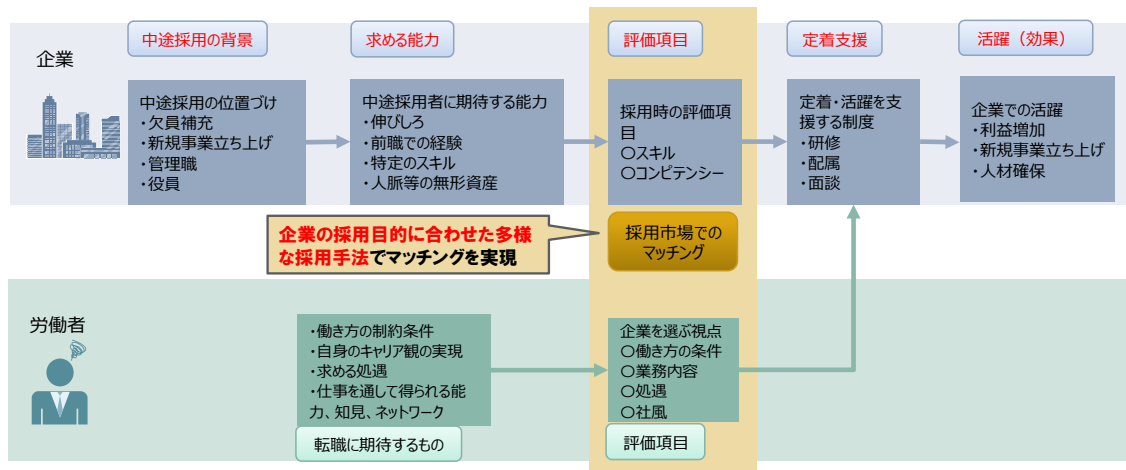 企業
中途採用の背景
中途採用の位置づけ
・欠員補充
・新規事業立ち上げ
・管理職
・役員
求める能力
中途採用者に期待する能力
・伸びしろ
・前職での経験
・特定のスキル
・人脈等の無形資産
評価項目
採用時の評価項
目
〇スキル
〇コンピテンシー
定着支援
定着・活躍を支
援する制度
・研修
・配属
・面談
活躍（効果）
企業での活躍
・利益増加
・新規事業立ち上げ
・人材確保
企業の採用目的に合わせた多様
な採用手法でマッチングを実現
採用市場での
マッチング
労働者
・働き方の制約条件
・自身のキャリア観の実現
・求める処遇
・仕事を通して得られる能
力、知見、ネットワーク
転職に期待するもの
企業を選ぶ視点
〇働き方の条件
〇業務内容
〇処遇
〇社風
評価項目